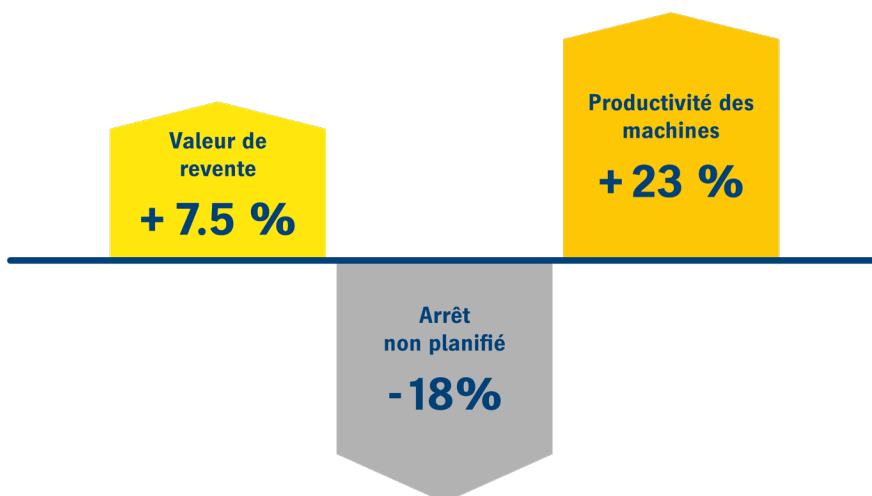 Valeur de
revente
+ 7.5 %
Arrêt
non planifié
-18%
Productivité des
machines
+ 23 %